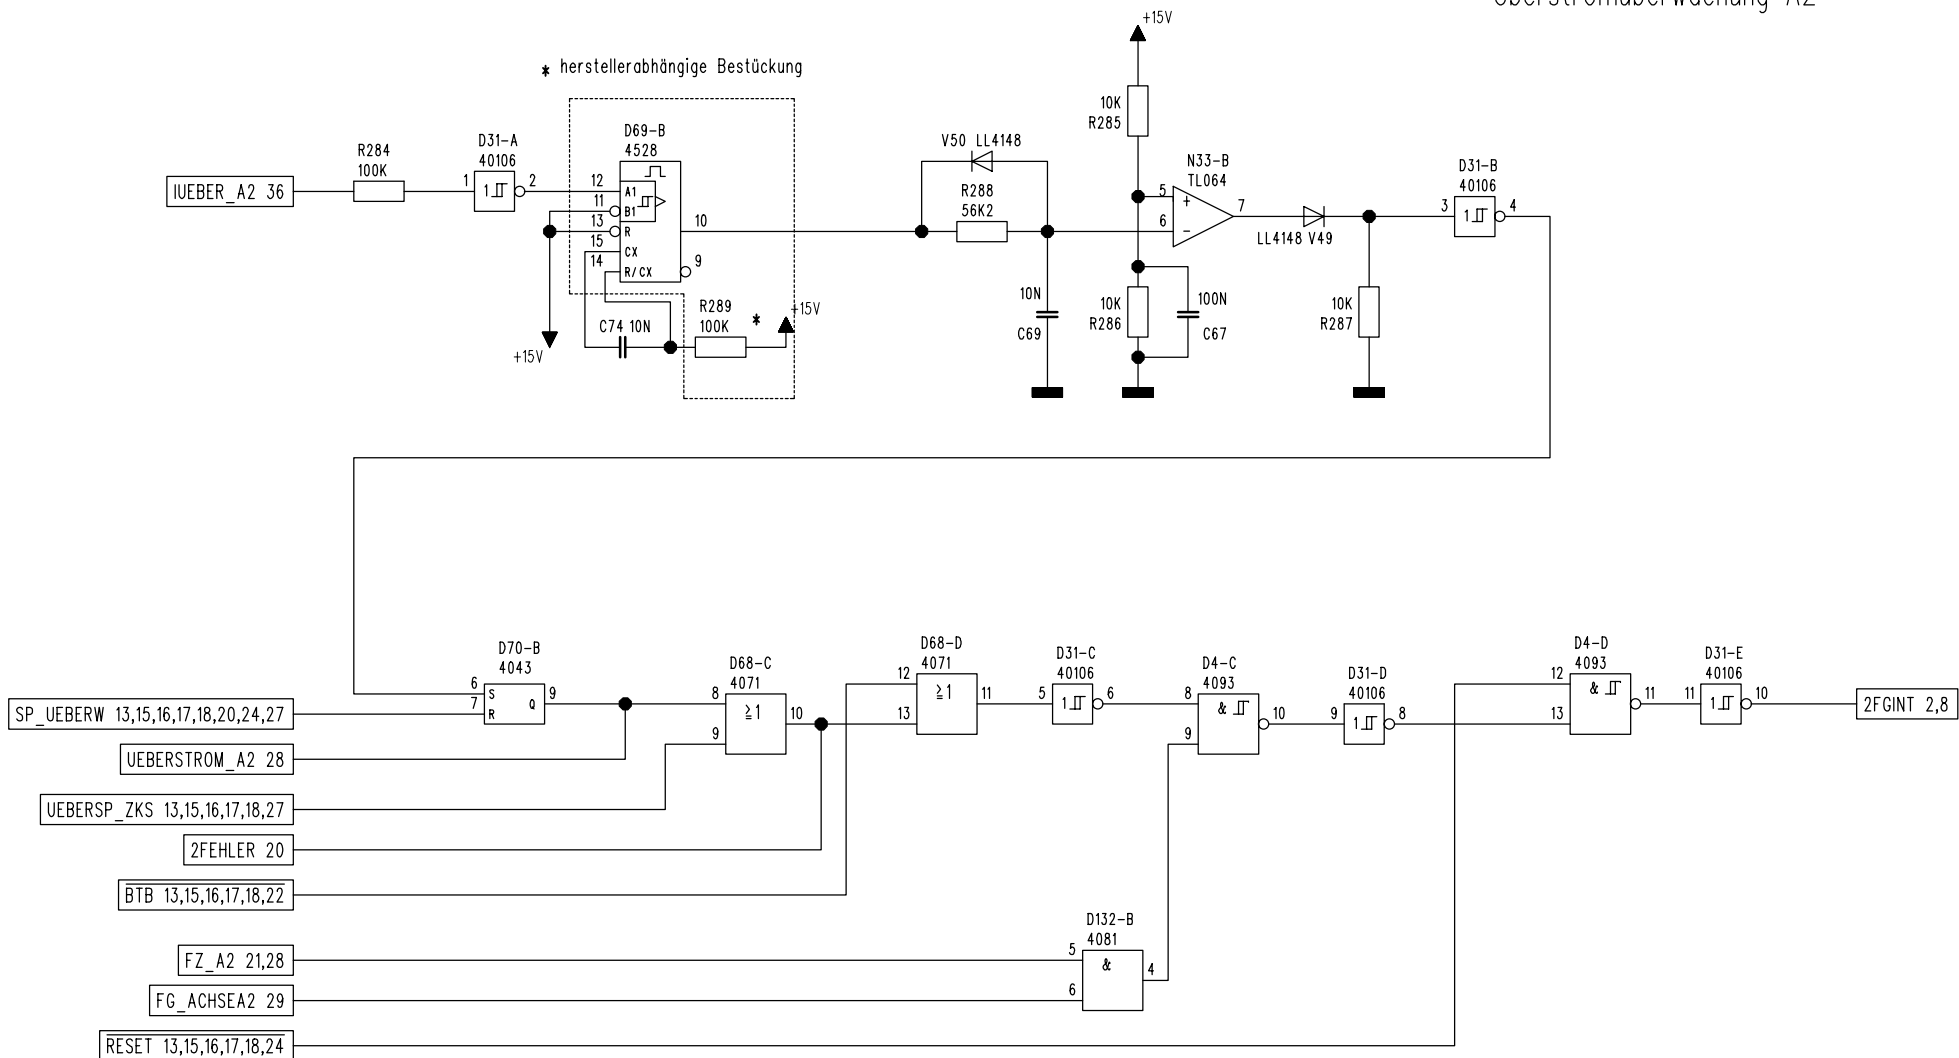 Überstromüberwachung A2
+15V
* herstellerabhängige Bestückung
10K
R285
D69-B
4528
D31-A
40106
R284
100K
V50 LL4148
N33-B
TL064
D31-B
40106
IUEBER_A2 36
1
1
2
12
A1
11
B1
13
R
15
CX
14
R/CX
10
9
R288
56K2
5
+
6
-
7
LL4148 V49
3
1
4
10N
C69
10K
R286
100N
C67
10K
R287
C74 10N
R289
100K
*
+15V
+15V
D70-B
4043
D68-C
4071
D68-D
4071
D31-C
40106
D4-C
4093
D31-D
40106
D4-D
4093
D31-E
40106
6
S
7
R
Q
9
8
≥1
9
10
12
≥1
13
11
5
1
6
8
&
9
10
9
1
8
12
&
13
11
11
1
10
2FGINT 2,8
SP_UEBERW 13,15,16,17,18,20,24,27
UEBERSTROM_A2 28
UEBERSP_ZKS 13,15,16,17,18,27
2FEHLER 20
BTB 13,15,16,17,18,22
D132-B
4081
5
&
6
4
FZ_A2 21,28
FG_ACHSEA2 29
RESET 13,15,16,17,18,24